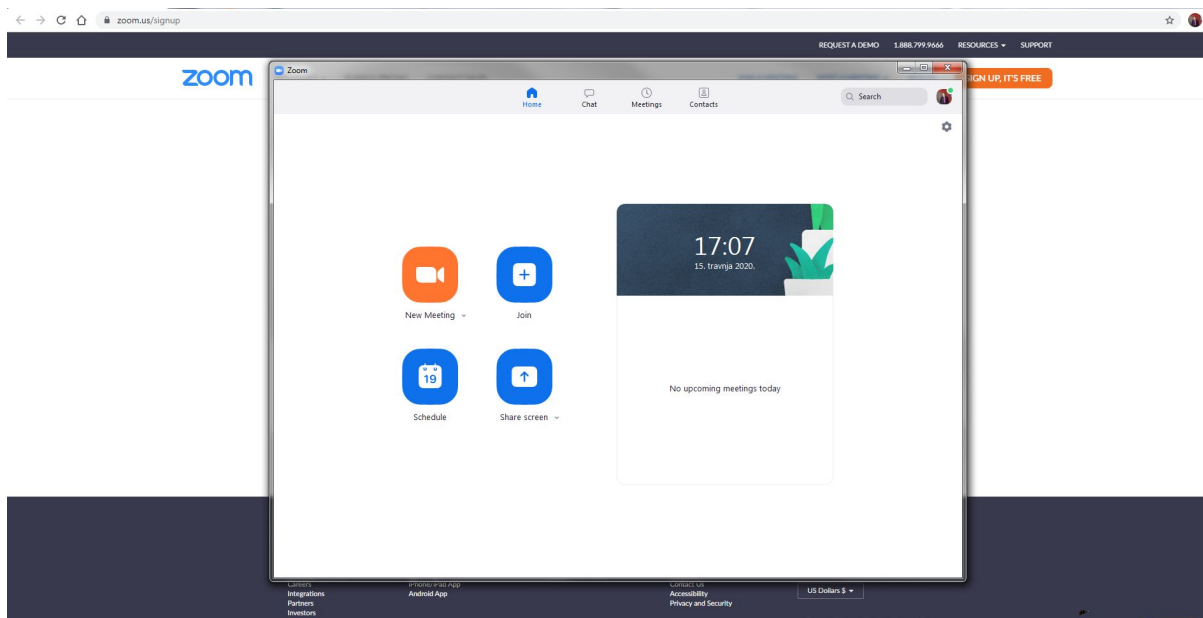 zoom.us/signup
REQUEST A DEMO 1.888.799.9666 RESOURCES SUPPORT
zoom
SIGN UP, IT'S FREE
Zoom
Home Chat Meetings Contacts
Search
17:07
15. travnja 2020.
New Meeting Join
19
Schedule Share screen
No upcoming meetings today
Careers
Integrations
Partners
Investors
iPhone/iPad App
Android App
Contact Us
Accessibility
Privacy and Security
US Dollars $